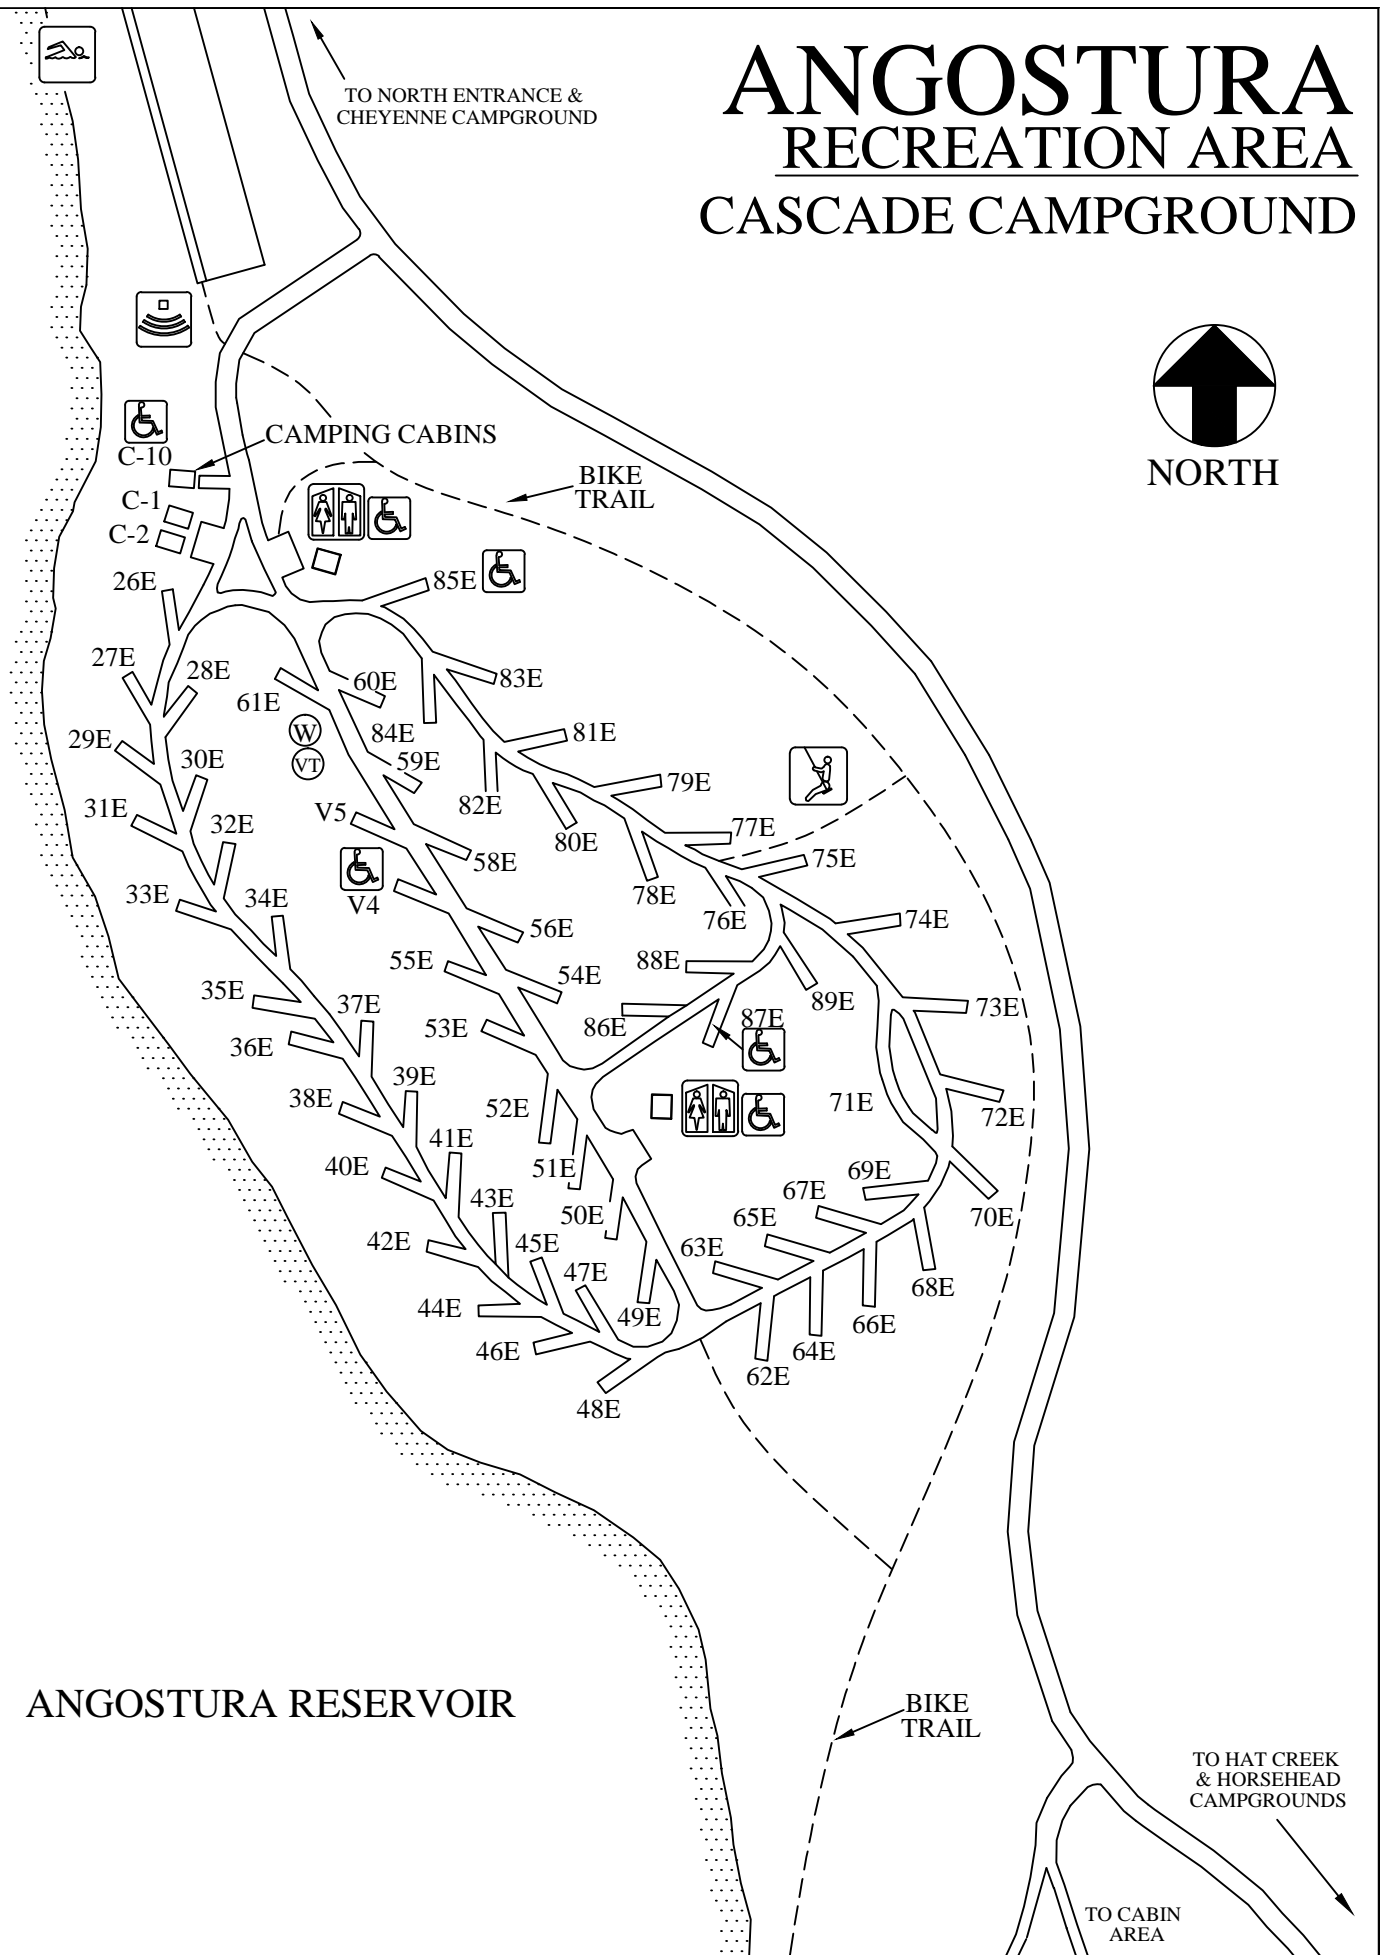 ANGOSTURA
RECREATION AREA
CASCADE CAMPGROUND
TO NORTH ENTRANCE &
CHEYENNE CAMPGROUND
NORTH
CAMPING CABINS
C-10
C-1
C-2
BIKE
TRAIL
26E
85E
27E
28E
61E
60E
83E
W
VT
84E
81E
29E
30E
59E
82E
79E
31E
32E
V5
58E
80E
77E
75E
78E
33E
34E
V4
76E
74E
56E
55E
54E
88E
89E
73E
35E
37E
53E
86E
87E
36E
39E
38E
52E
71E
72E
41E
40E
51E
69E
43E
67E
70E
50E
42E
45E
65E
63E
47E
68E
44E
49E
66E
46E
64E
62E
48E
ANGOSTURA RESERVOIR
BIKE
TRAIL
TO HAT CREEK
& HORSEHEAD
CAMPGROUNDS
TO CABIN
AREA